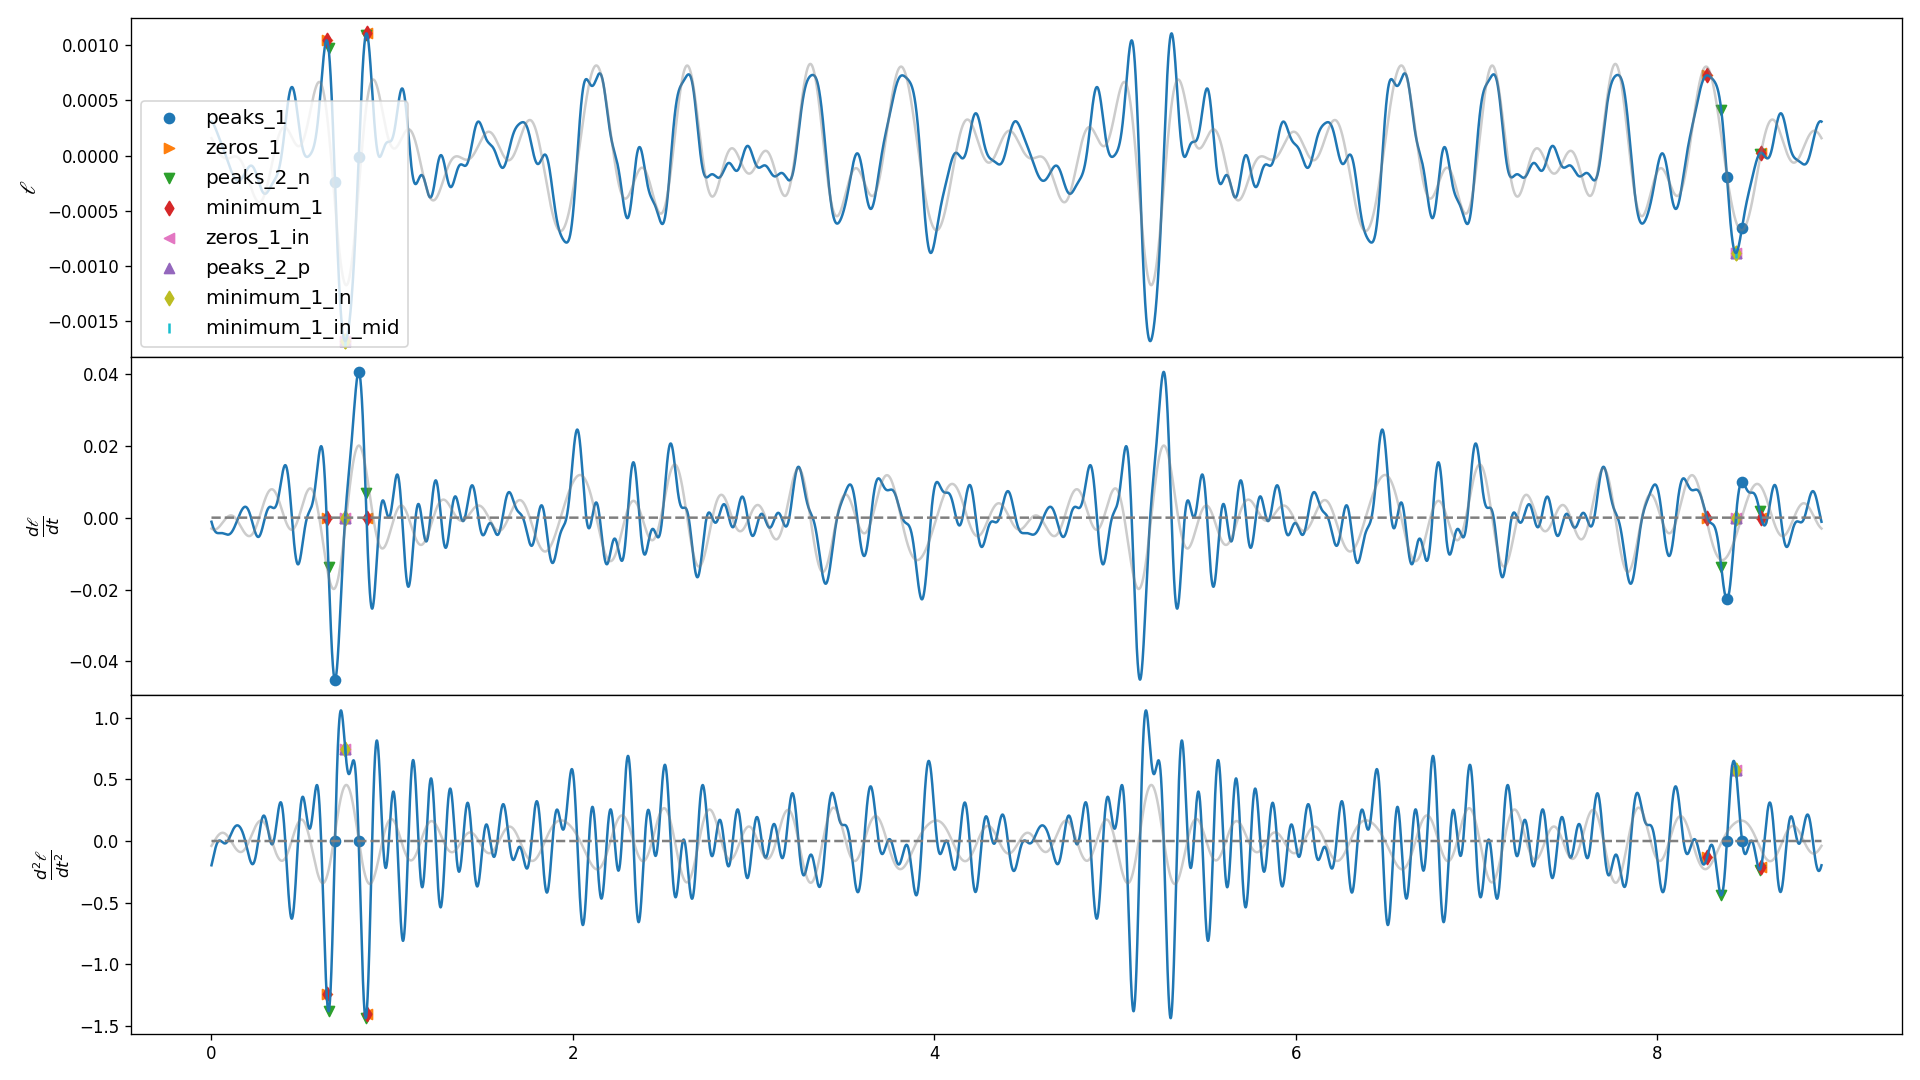 0.0010
0.0005
0.0000
−0.0005
−0.0010
−0.0015
ℓ
peaks_1
zeros_1
peaks_2_n
minimum_1
zeros_1_in
peaks_2_p
minimum_1_in
minimum_1_in_mid
0.04
0.02
0.00
−0.02
−0.04
dℓ/dt
1.0
0.5
0.0
−0.5
−1.0
−1.5
d²ℓ/dt²
0 2 4 6 8